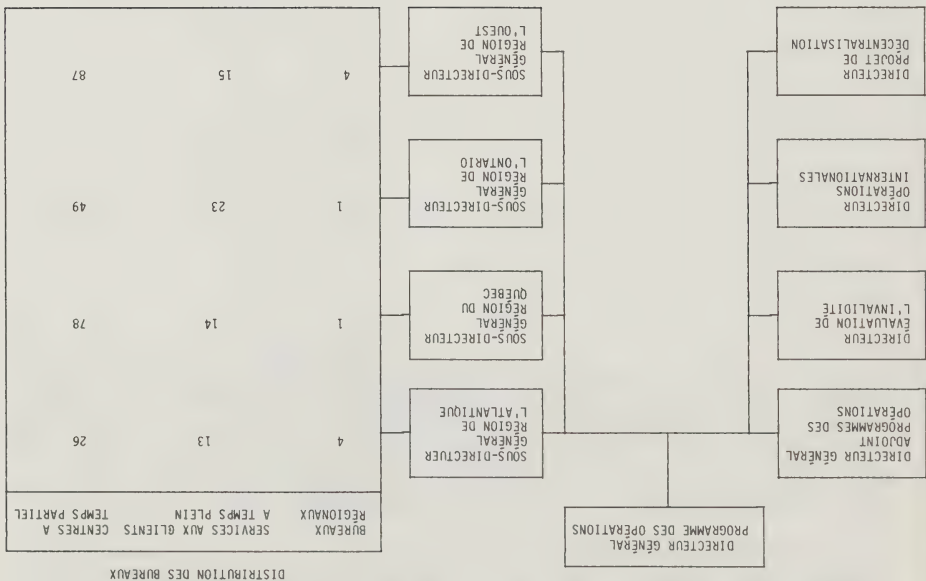 DISTRIBUTION DES BUREAUX
DIRECTEUR GÉNÉRAL
PROGRAMME DES OPÉRATIONS
BÛREAUX
RÉGIONAUX
SERVICES AUX GLIENTS
A TEMPS PLEIN
CENTRES A
TEMPS PARTIEL
DIRECTEUR GÉNÉRAL
ADJOINT
PROGRAMMES DES
OPÉRATIONS
SOUS-DIRECTUER
GÉNÉRAL
RÉGION DE
L'ATLANTIQUE
4 13 26
DIRECTEUR
ÉVALUATION DE
L'INVALIDITÉ
SOUS-DIRECTEUR
GÉNÉRAL
RÉGION DU
QUÉBEC
1 14 78
DIRECTEUR
OPÉRATIONS
INTERNATIONALES
SOUS-DIRECTEUR
GÉNÉRAL
RÉGION DE
L'ONTARIO
1 23 49
DIRECTEUR
PROJET DE
DÉCENTRALISATION
SOUS-DIRECTEUR
GÉNÉRAL
RÉGION DE
L'OUEST
4 15 87